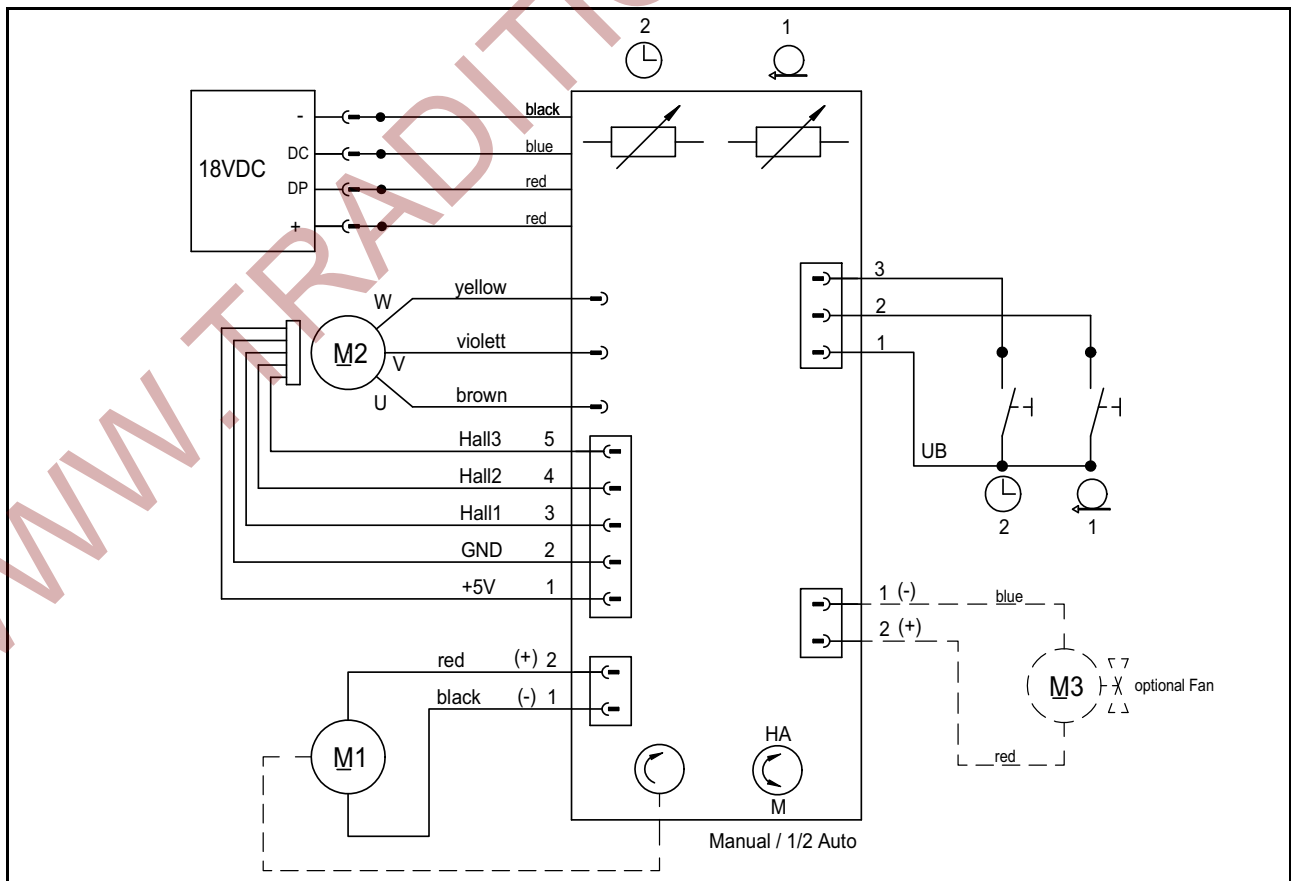 2 1
- black
DC blue
18VDC
DP red
+ red
3
W yellow
2
M2 V violett
1
U brown
UB
Hall3 5
Hall2 4
2 1
Hall1 3
GND 2
+5V 1
1 (-) blue
2 (+)
M3 optional Fan
red (+) 2
black (-) 1
red
M1
HA
M
Manual / 1/2 Auto
WWW.TRADITI